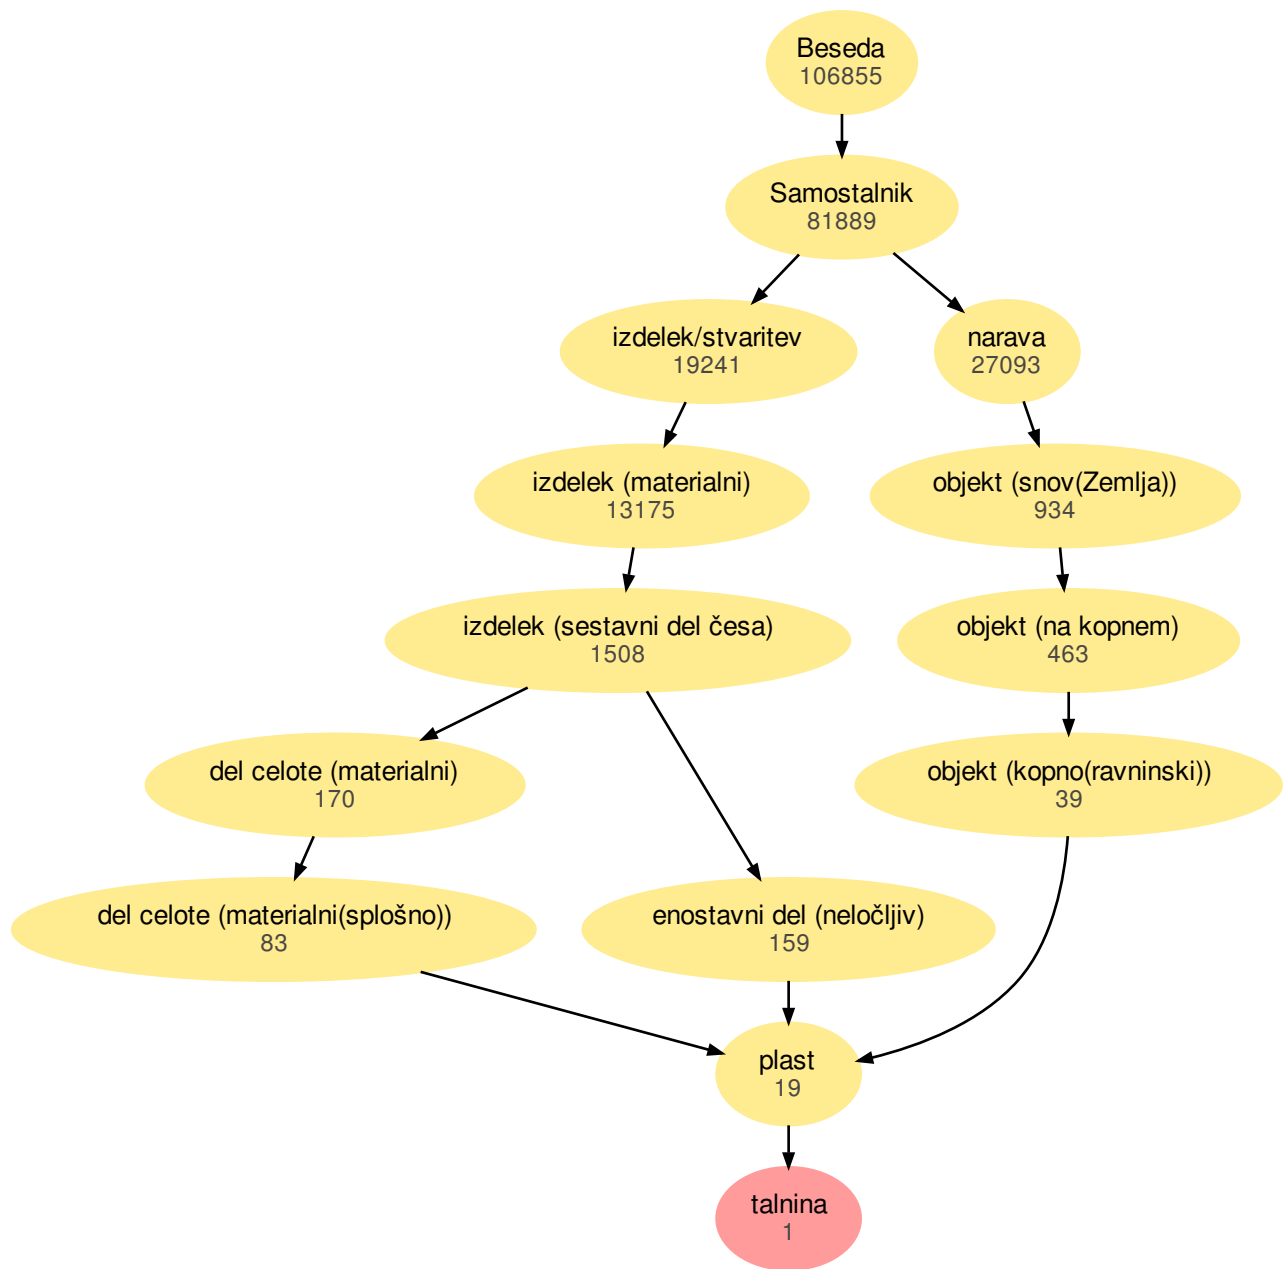 Beseda
106855
Samostalnik
81889
izdelek/stvaritev
19241
narava
27093
izdelek (materialni)
13175
objekt (snov(Zemlja))
934
izdelek (sestavni del česa)
1508
objekt (na kopnem)
463
del celote (materialni)
170
objekt (kopno(ravninski))
39
del celote (materialni(splošno))
83
enostavni del (neločljiv)
159
plast
19
talnina
1